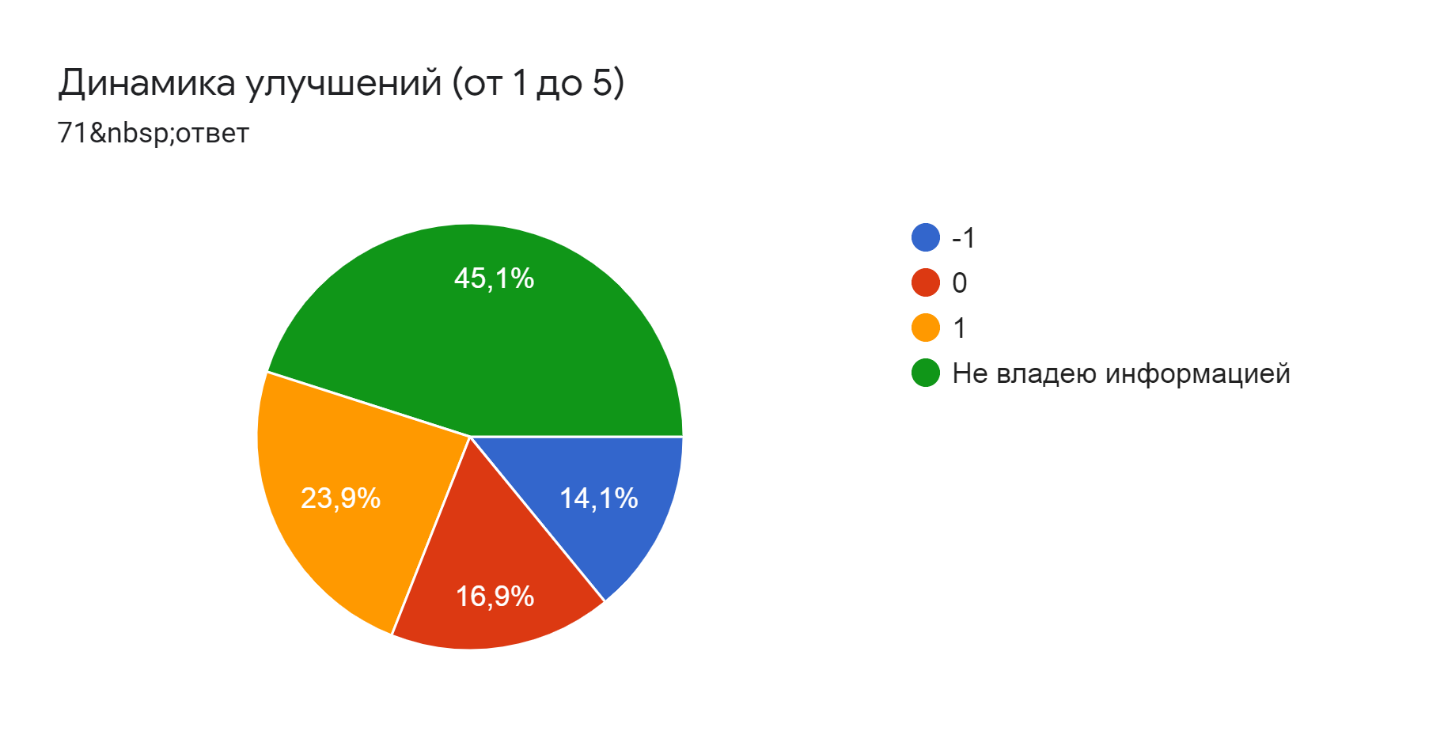 Динамика улучшений (от 1 до 5)
71&nbsp;ответ
-1
0
1
Не владею информацией
45,1%
23,9%
14,1%
16,9%